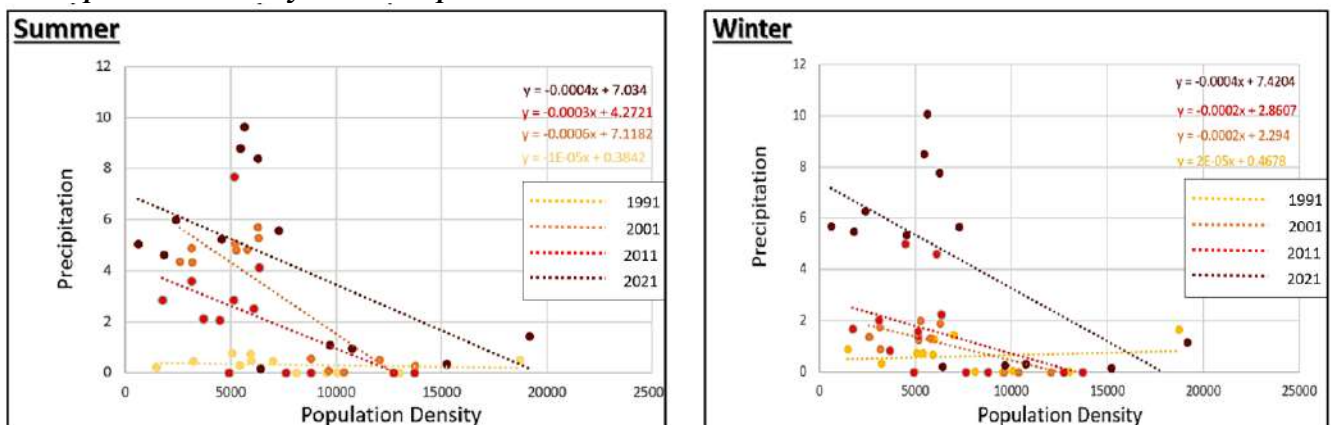 Summer
12
10
8
6
4
2
0
Precipitation
y = -0.0004x + 7.034
y = -0.0003x + 4.2721
y = -0.0006x + 7.1182
y = -1E-05x + 0.3842
1991
2001
2011
2021
0
5000
10000
15000
20000
25000
Population Density
Winter
12
10
8
6
4
2
0
Precipitation
y = -0.0004x + 7.4204
y = -0.0002x + 2.8607
y = -0.0002x + 2.294
y = 2E-05x + 0.4678
1991
2001
2011
2021
0
5000
10000
15000
20000
25000
Population Density